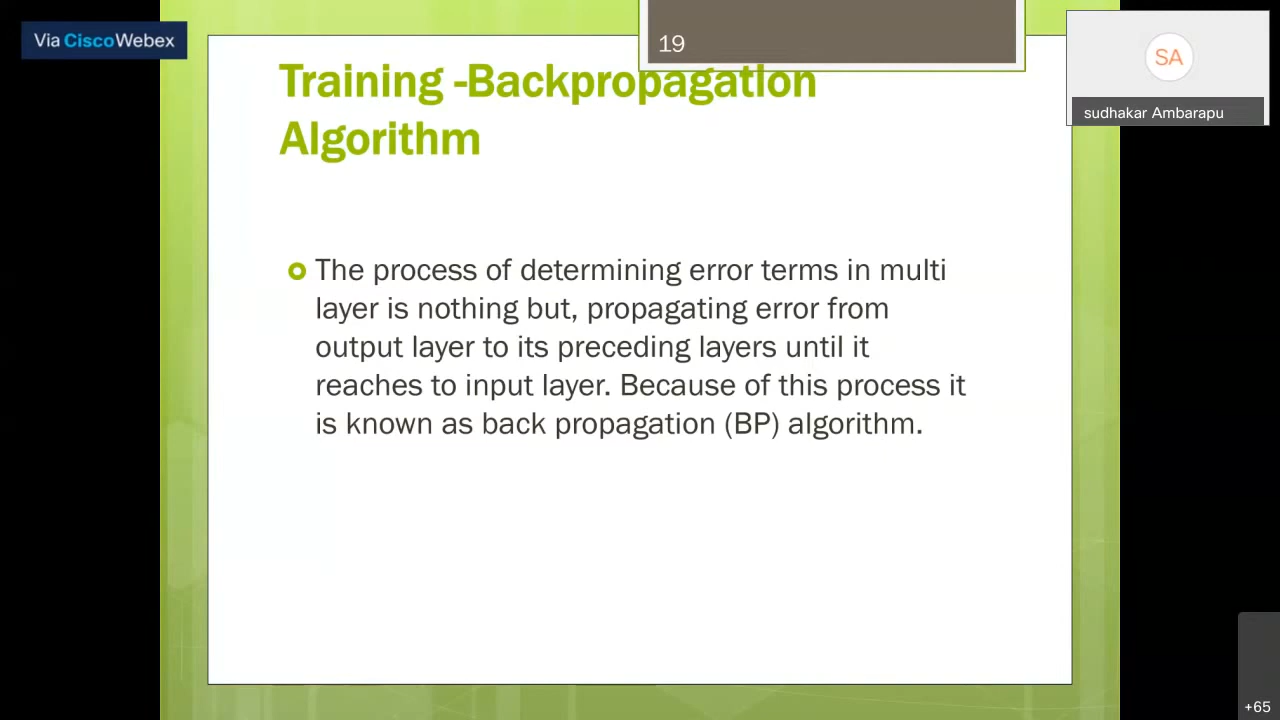 Via CiscoWebex
19
SA
sudhakar Ambarapu
Training -Backpropagation
Algorithm
The process of determining error terms in multi
layer is nothing but, propagating error from
output layer to its preceding layers until it
reaches to input layer. Because of this process it
is known as back propagation (BP) algorithm.
+65